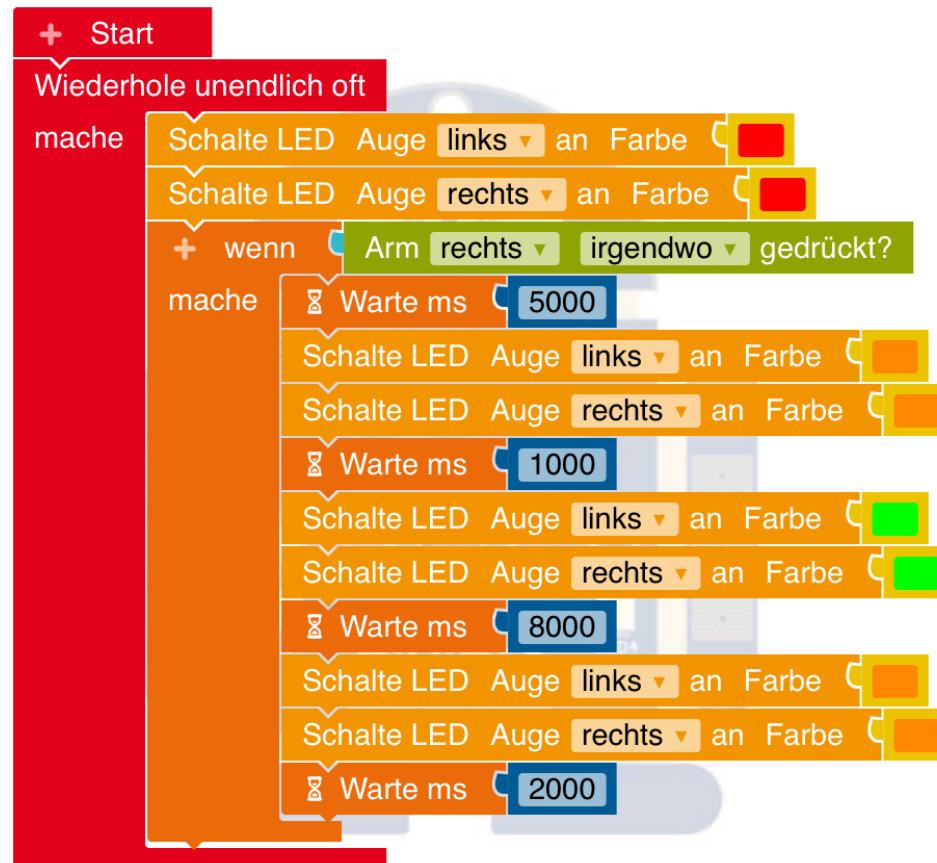 + Start
Wiederhole unendlich oft
mache Schalte LED Auge links an Farbe
Schalte LED Auge rechts an Farbe
+ wenn Arm rechts irgendwo gedrückt?
mache Warte ms 5000
Schalte LED Auge links an Farbe
Schalte LED Auge rechts an Farbe
Warte ms 1000
Schalte LED Auge links an Farbe
Schalte LED Auge rechts an Farbe
Warte ms 8000
Schalte LED Auge links an Farbe
Schalte LED Auge rechts an Farbe
Warte ms 2000